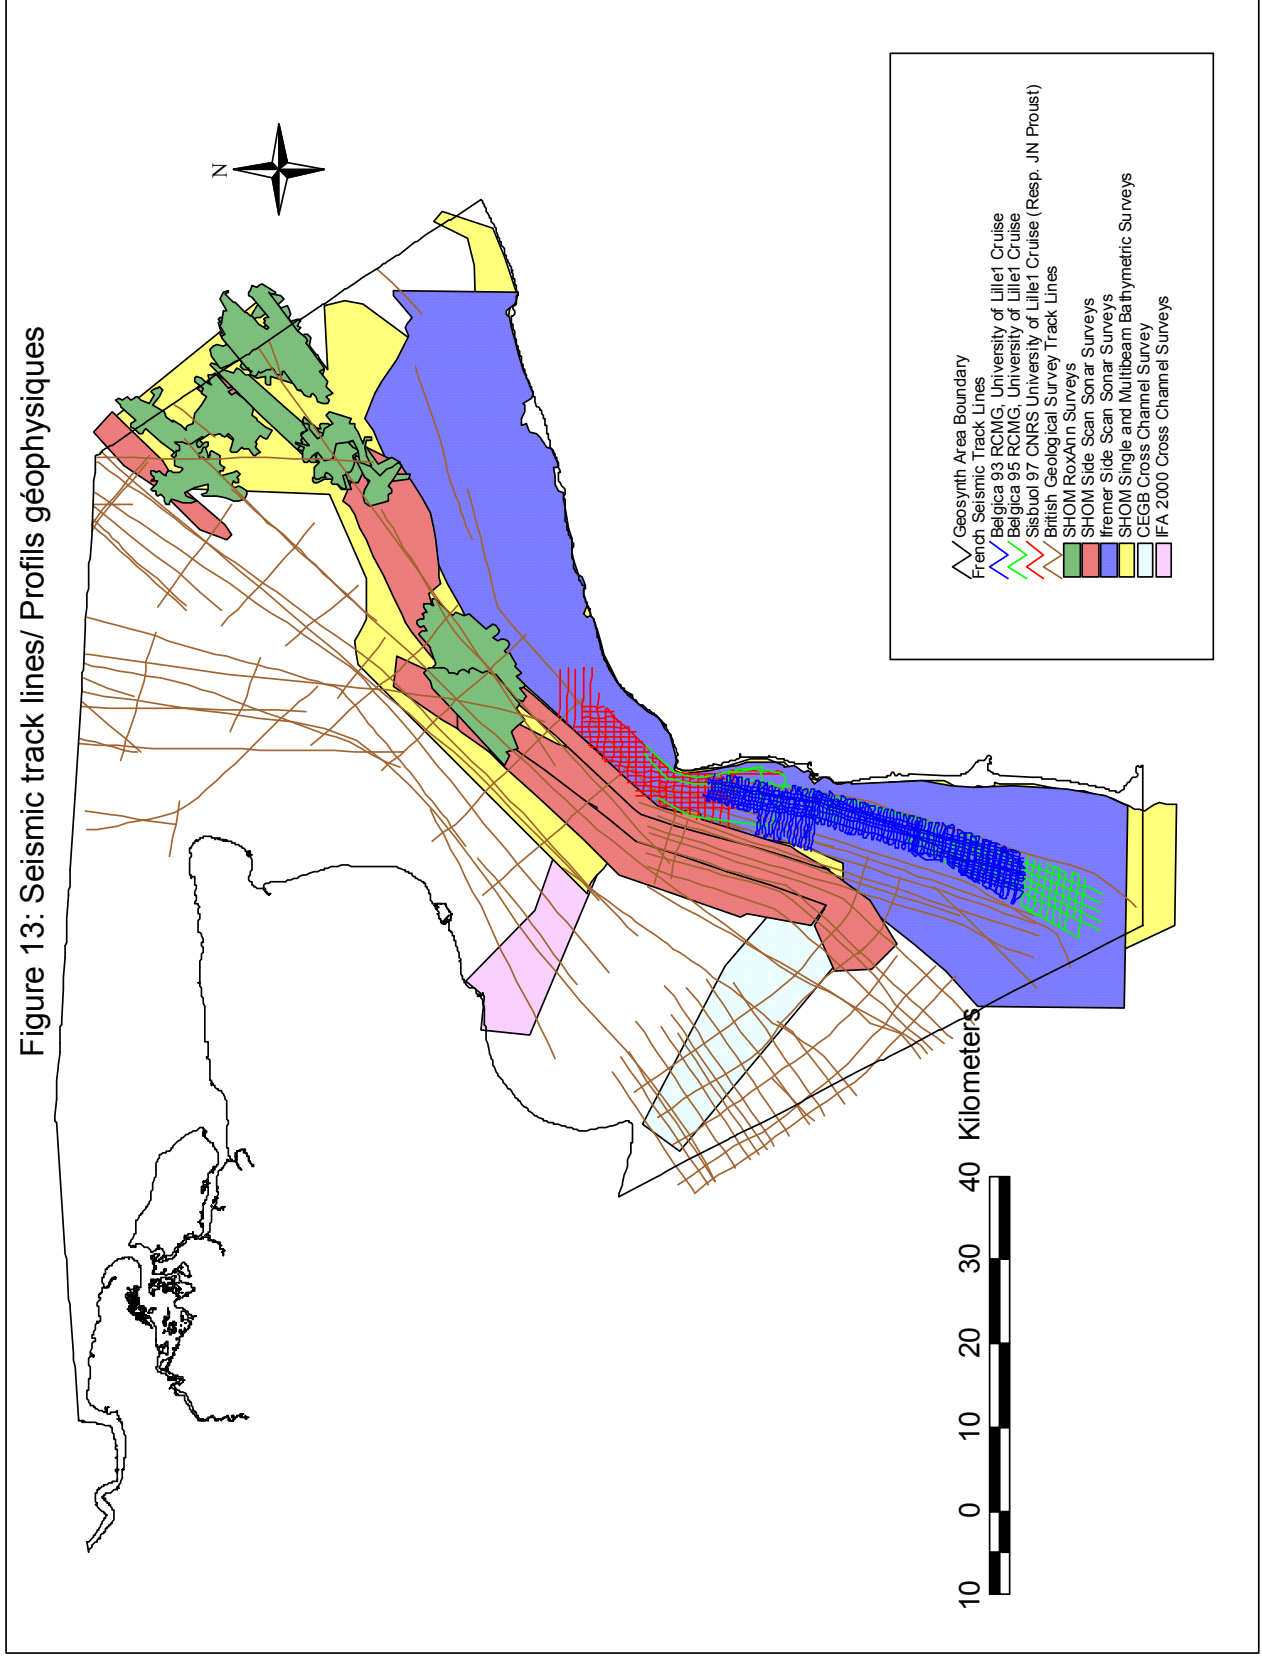 Figure 13: Seismic track lines/ Profils géophysiques
N
Geosynth Area Boundary
French Seismic Track Lines
Belgica 93 RCMG, University of Lille1 Cruise
Belgica 95 RCMG, University of Lille1 Cruise
Sisbuol 97 CNRS University of Lille1 Cruise (Resp. JN Proust)
British Geological Survey Track Lines
SHOM RoxAnn Surveys
SHOM Side Scan Sonar Surveys
Ifremer Side Scan Sonar Surveys
SHOM Single and Multibeam Bathymetric Surveys
CEGB Cross Channel Survey
IFA 2000 Cross Channel Surveys
10 0 10 20 30 40 Kilometers